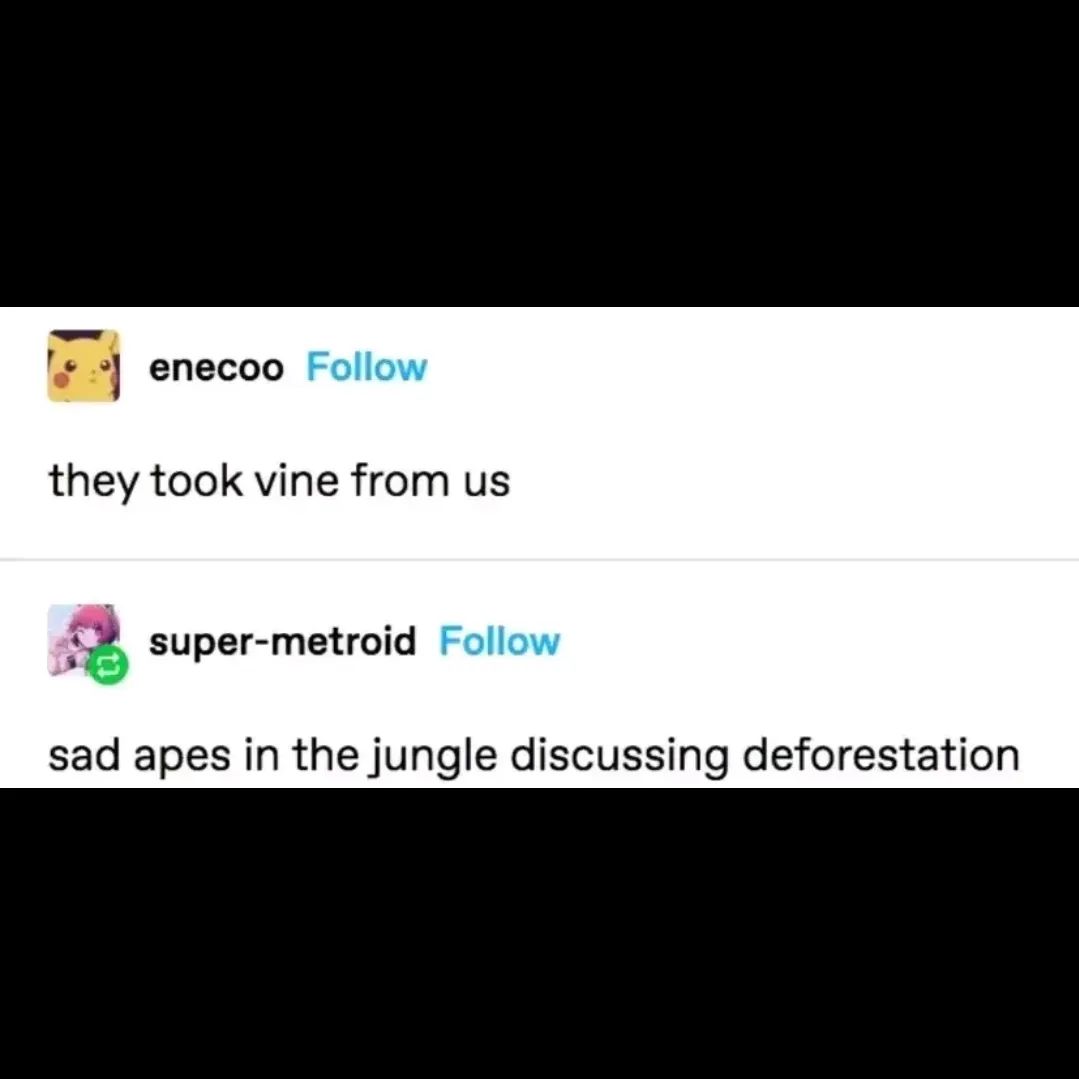 enecoo Follow
they took vine from us
super-metroid Follow
sad apes in the jungle discussing deforestation